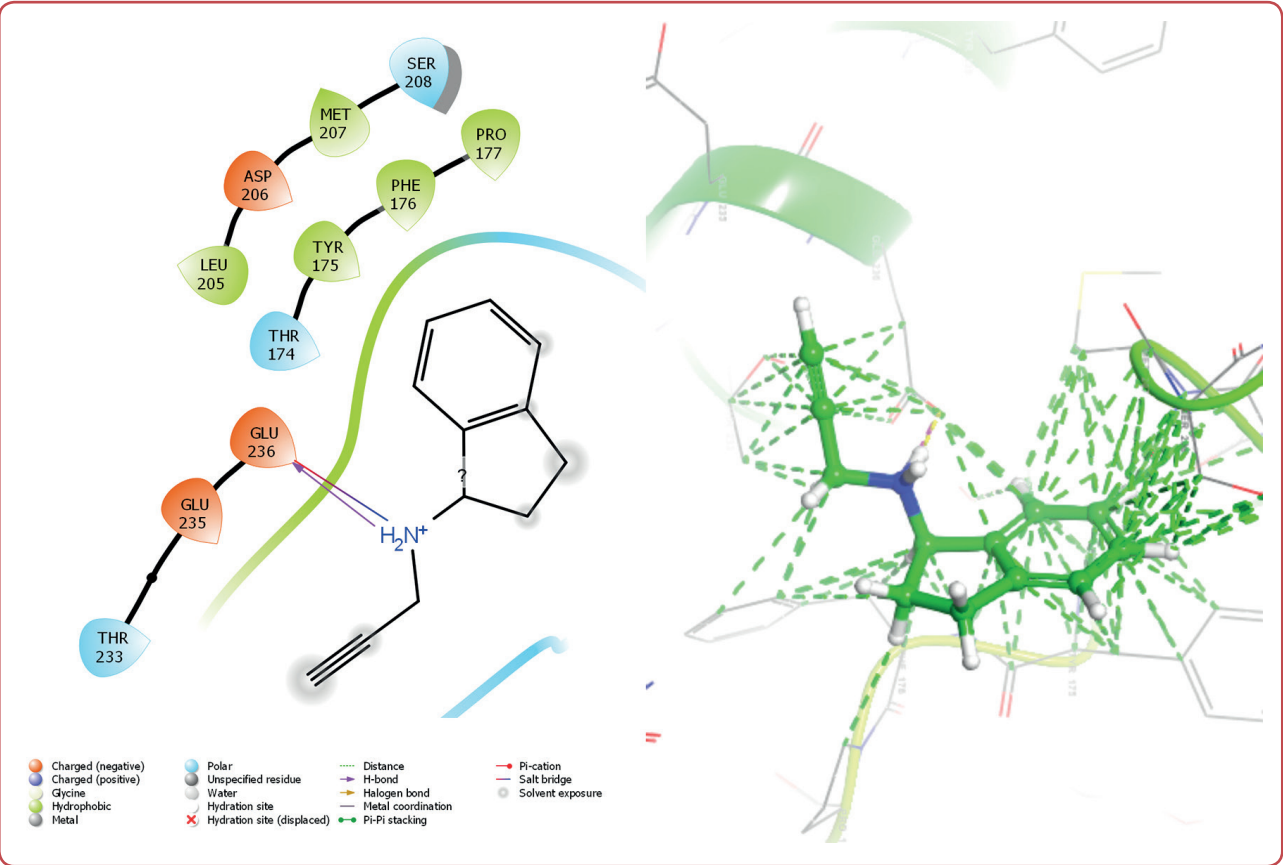 SER
208
MET
207
PRO
177
ASP
206
PHE
176
TYR
175
LEU
205
THR
174
GLU
236
GLU
235
THR
233
?
H₂N⁺
GLU 235
Charged (negative)
Charged (positive)
Glycine
Hydrophobic
Metal
Polar
Unspecified residue
Water
Hydration site
Hydration site (displaced)
Distance
H-bond
Halogen bond
Metal coordination
Pi-Pi stacking
Pi-cation
Salt bridge
Solvent exposure